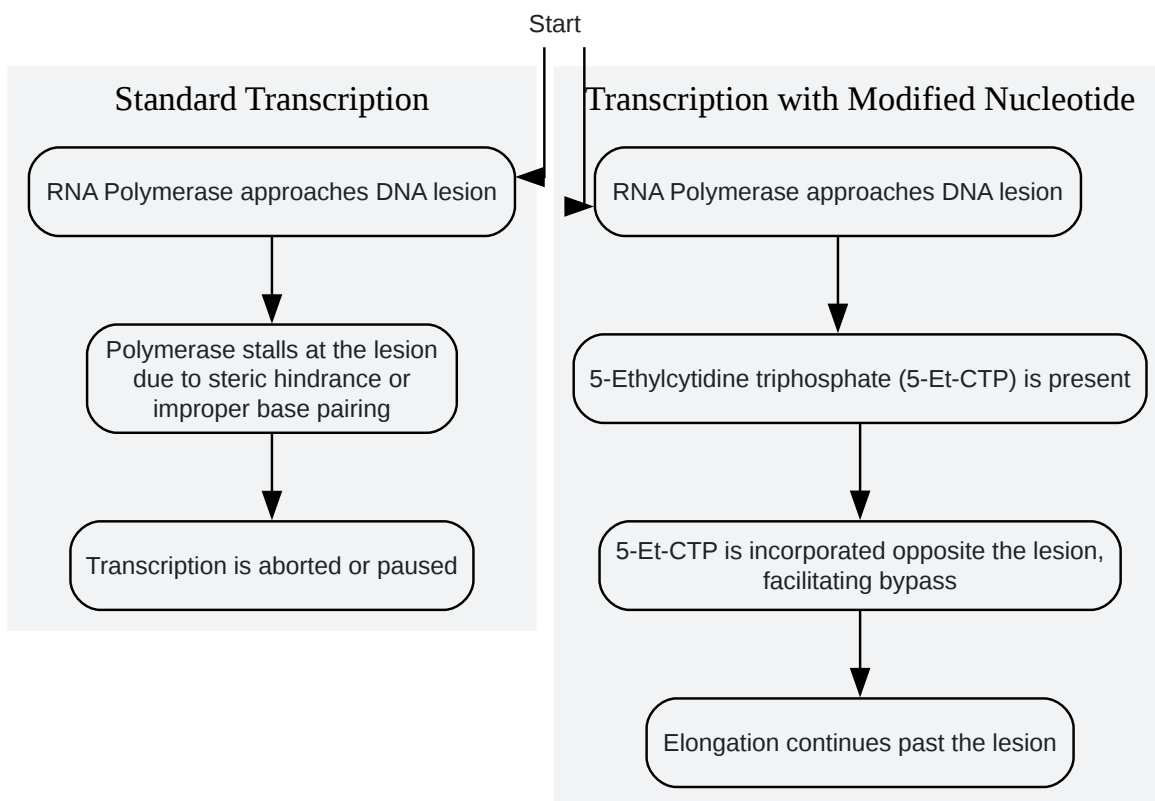 Start
Standard Transcription
RNA Polymerase approaches DNA lesion
Polymerase stalls at the lesion
due to steric hindrance or
improper base pairing
Transcription is aborted or paused
Transcription with Modified Nucleotide
RNA Polymerase approaches DNA lesion
5-Ethylcytidine triphosphate (5-Et-CTP) is present
5-Et-CTP is incorporated opposite the lesion,
facilitating bypass
Elongation continues past the lesion